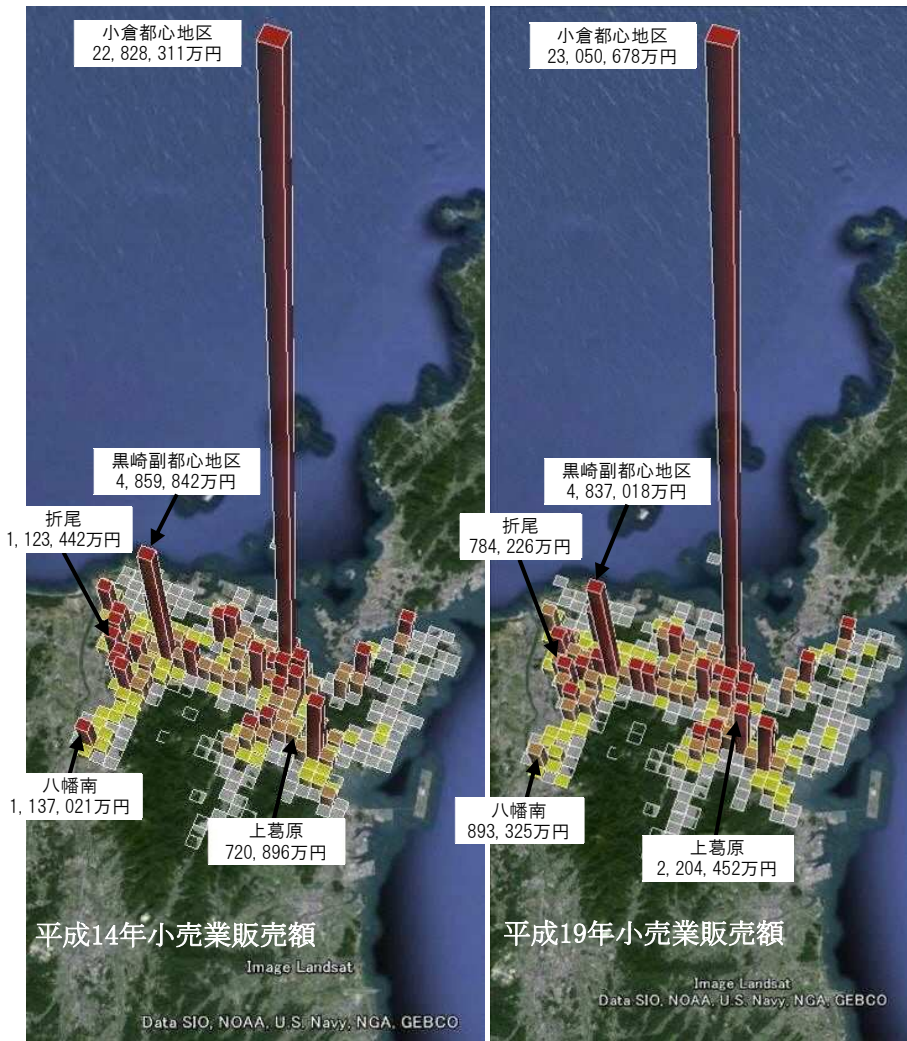 小倉都心地区
22,828,311万円
黒崎副都心地区
4,859,842万円
折尾
1,123,442万円
八幡南
1,137,021万円
上葛原
720,896万円
平成14年小売業販売額
Image Landsat
Data SIO, NOAA, U.S. Navy, NGA, GEBCO
小倉都心地区
23,050,678万円
黒崎副都心地区
4,837,018万円
折尾
784,226万円
八幡南
893,325万円
上葛原
2,204,452万円
平成19年小売業販売額
Image Landsat
Data SIO, NOAA, U.S. Navy, NGA, GEBCO